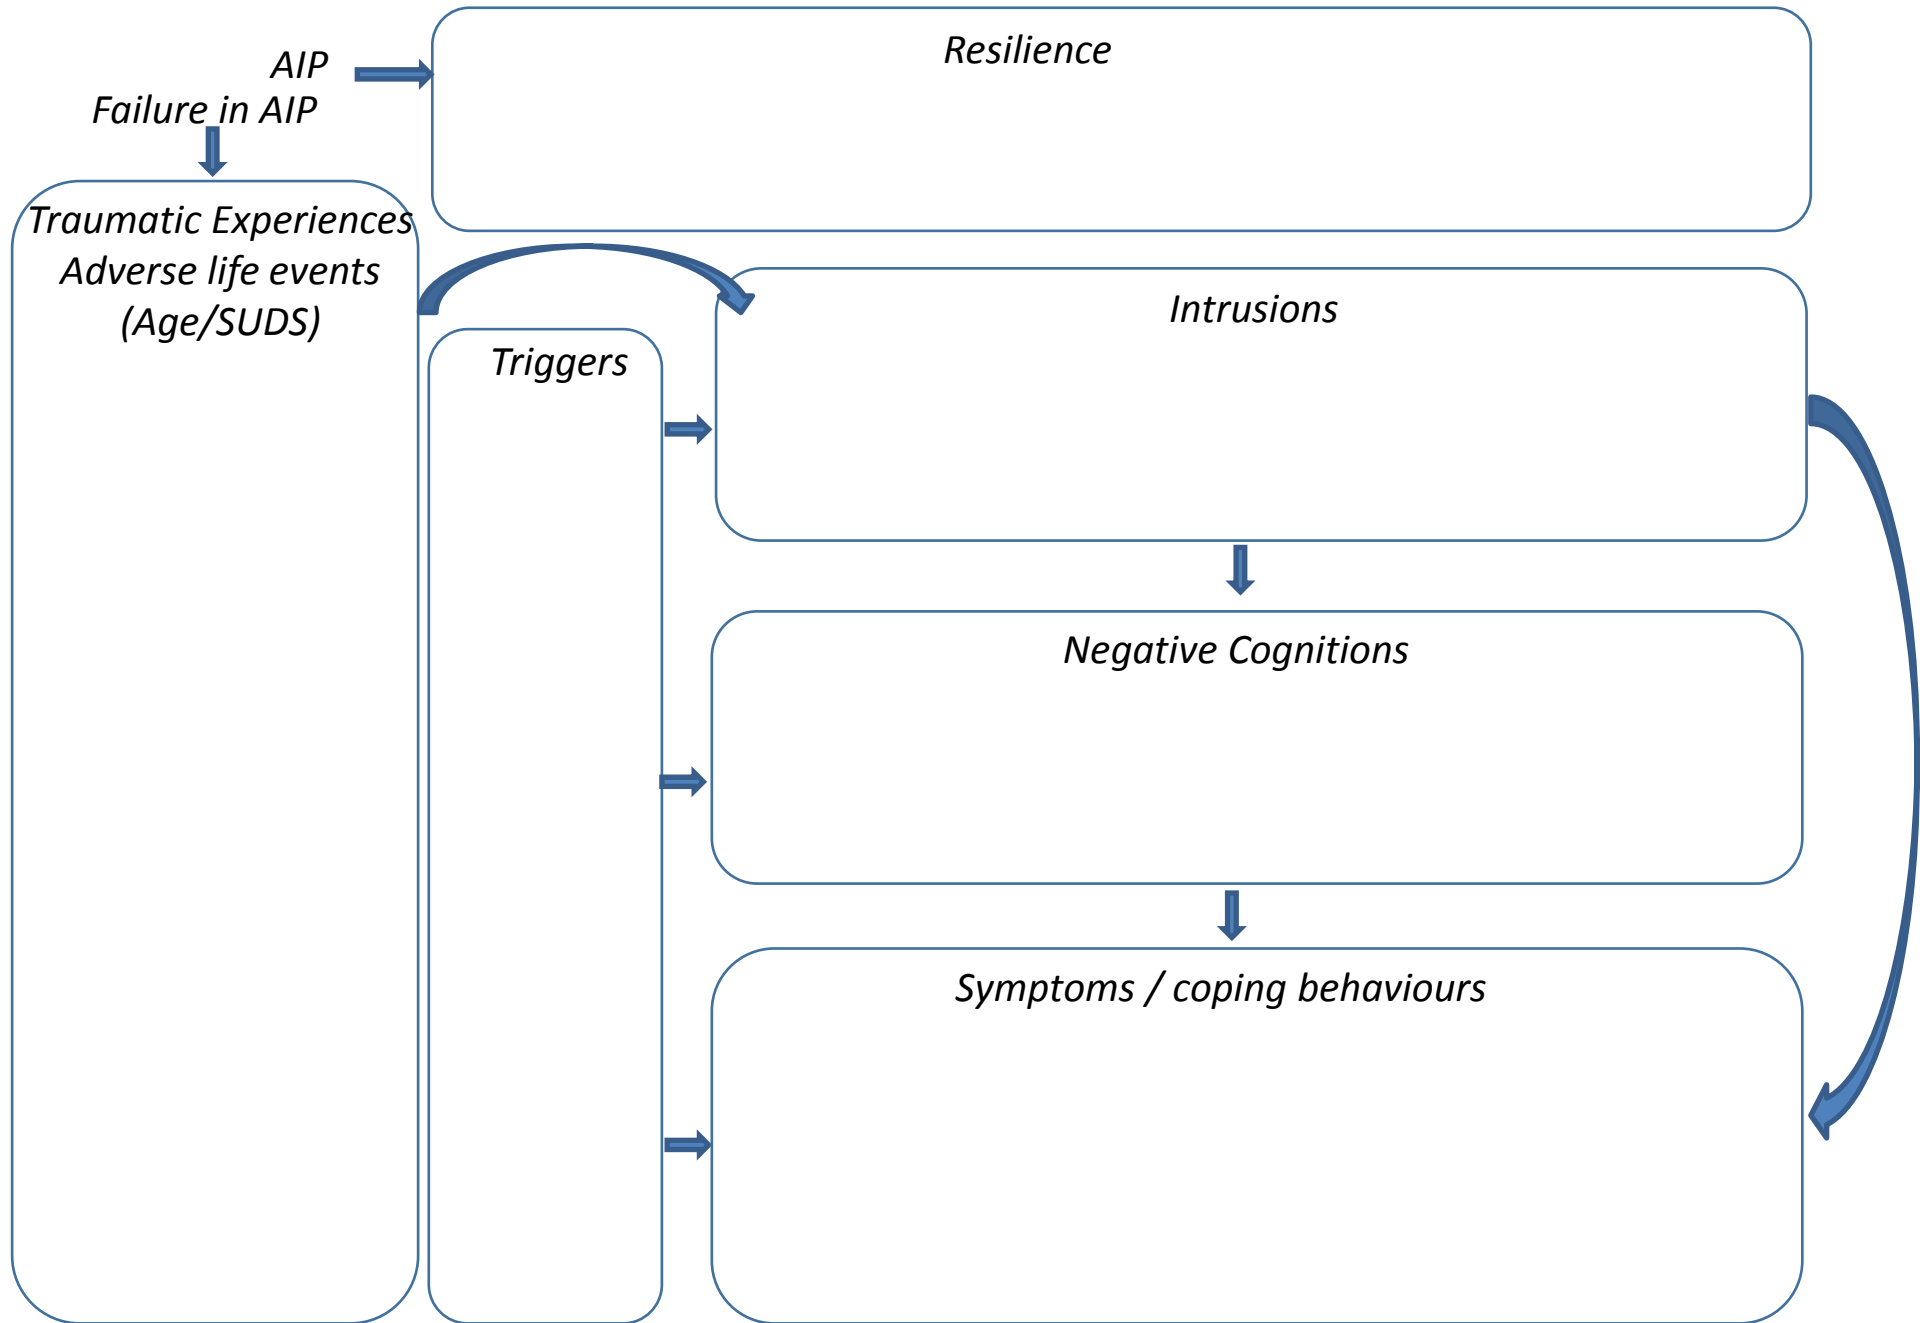 AIP
Resilience
Failure in AIP
Traumatic Experiences
Adverse life events
(Age/SUDS)
Triggers
Intrusions
Negative Cognitions
Symptoms / coping behaviours